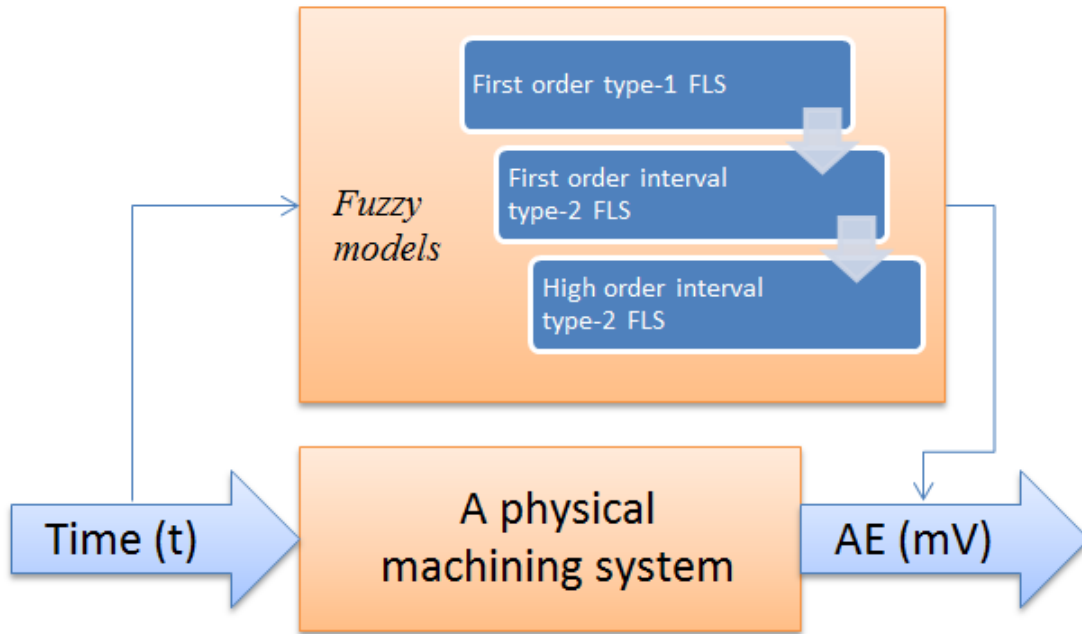 First order type-1 FLS
First order interval
type-2 FLS
High order interval
type-2 FLS
Fuzzy
models
Time (t)
A physical
machining system
AE (mV)